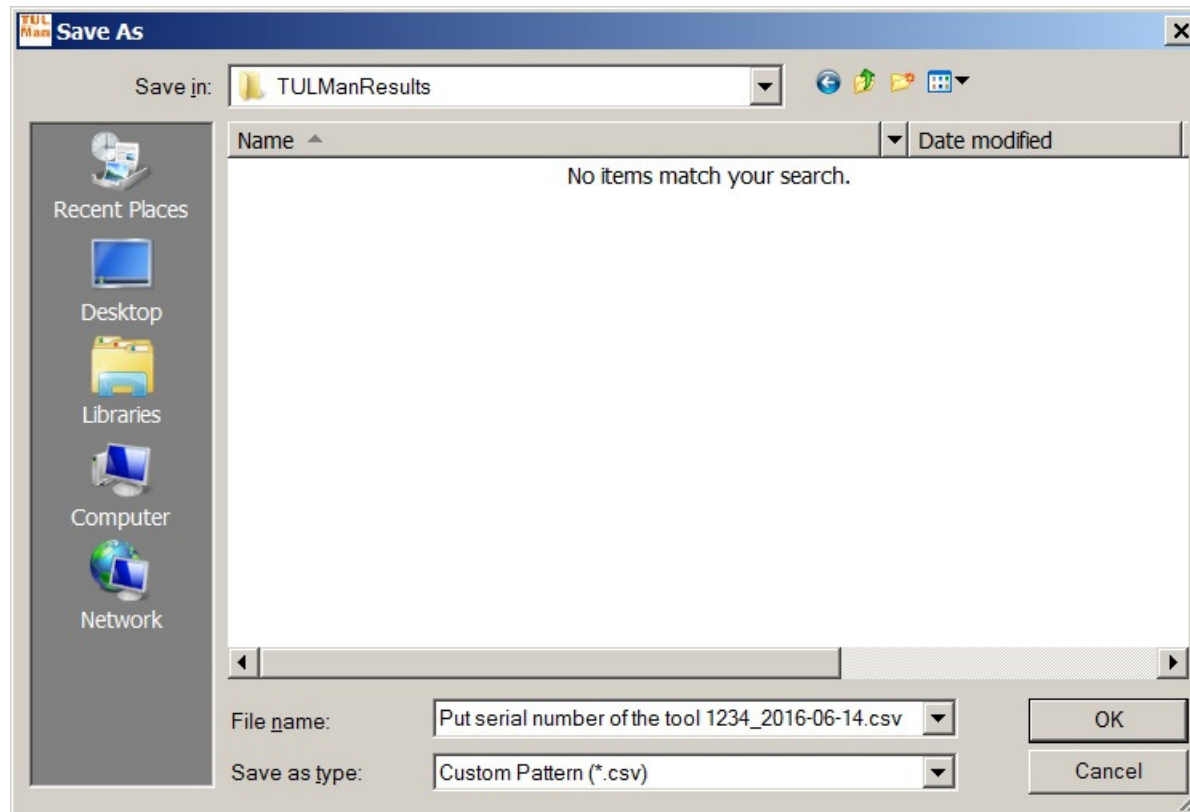 TUL
Man
Save As
Save in:
TULManResults
Name
Date modified
No items match your search.
Recent Places
Desktop
Libraries
Computer
Network
File name:
Put serial number of the tool 1234_2016-06-14.csv
OK
Save as type:
Custom Pattern (*.csv)
Cancel